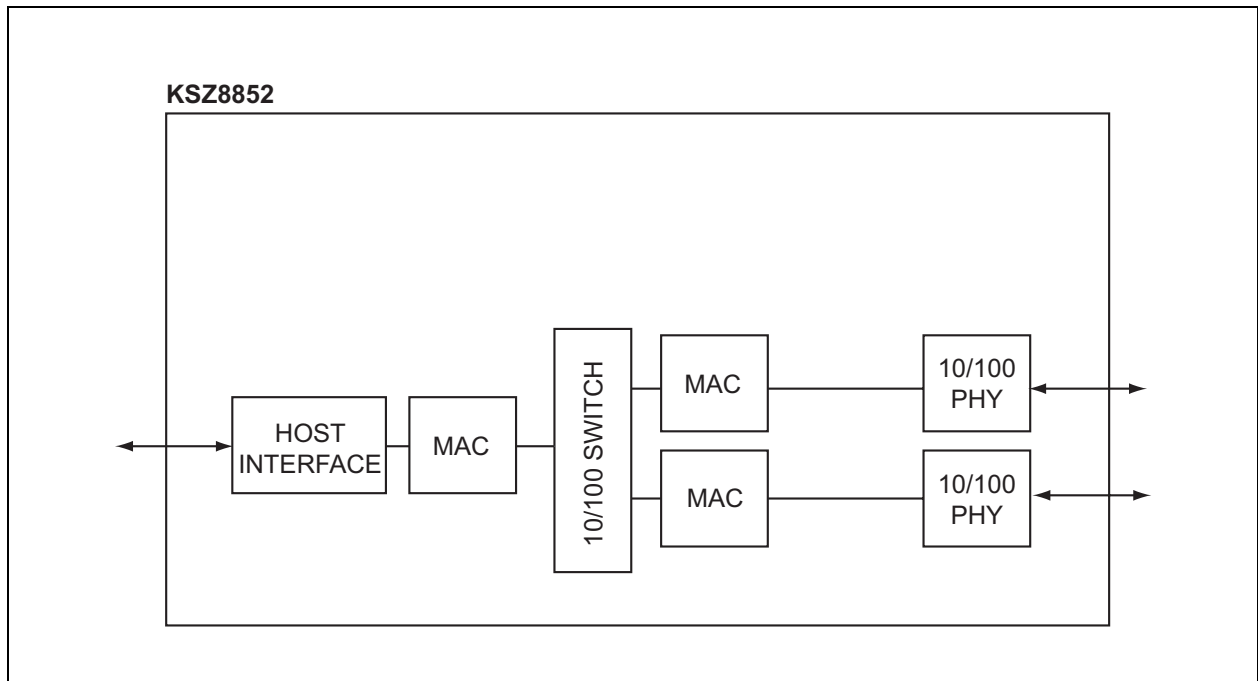 KSZ8852
HOST
INTERFACE
MAC
10/100 SWITCH
MAC
10/100
PHY
MAC
10/100
PHY